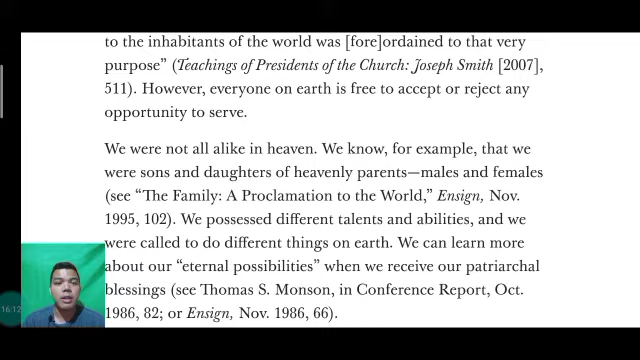 to the inhabitants of the world was [fore]ordained to that very
purpose” (Teachings of Presidents of the Church: Joseph Smith [2007],
511). However, everyone on earth is free to accept or reject any
opportunity to serve.
We were not all alike in heaven. We know, for example, that we
were sons and daughters of heavenly parents—males and females
(see “The Family: A Proclamation to the World,” Ensign, Nov.
1995, 102). We possessed different talents and abilities, and we
were called to do different things on earth. We can learn more
about our “eternal possibilities” when we receive our patriarchal
blessings (see Thomas S. Monson, in Conference Report, Oct.
1986, 82; or Ensign, Nov. 1986, 66).
16:12